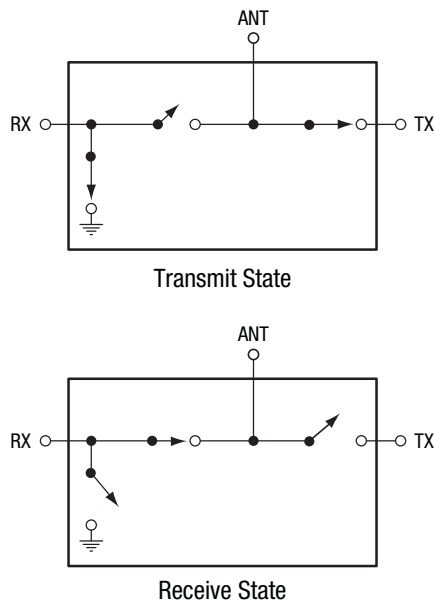 ANT
RX
TX
Transmit State
ANT
RX
TX
Receive State